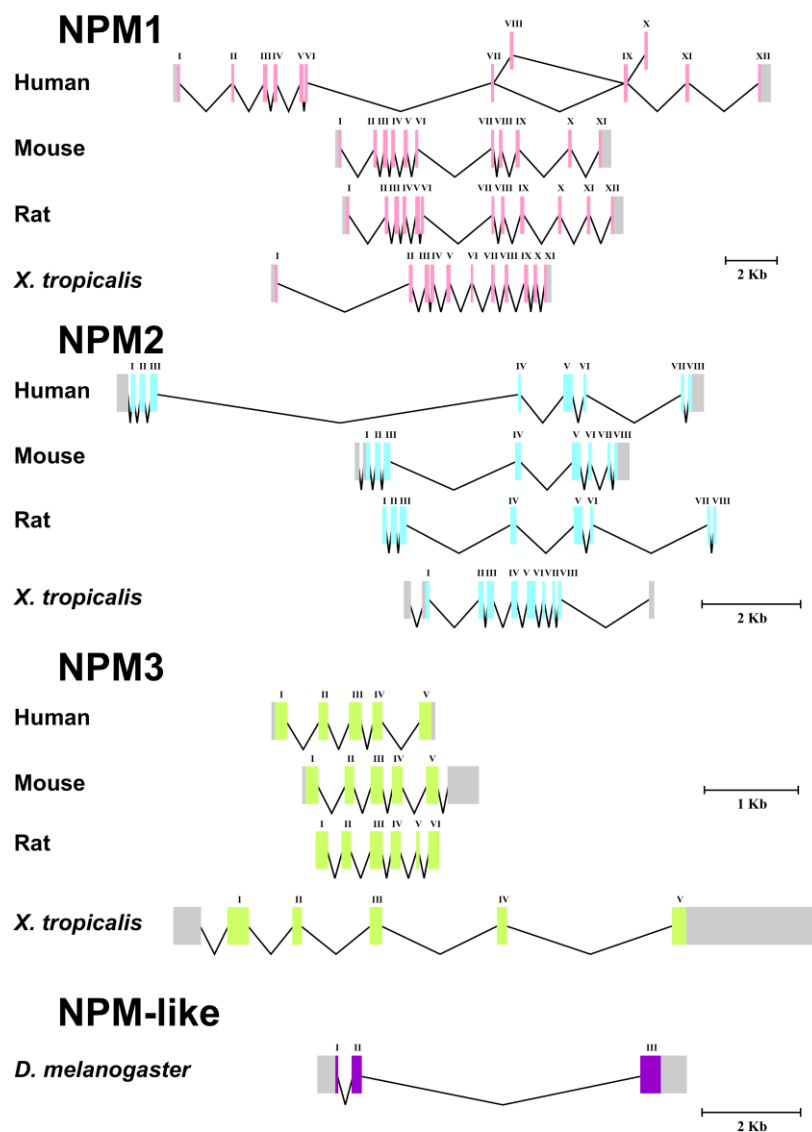 NPM1
VIII X
I II III IV V VI VII IX XI XII
Human
I II III IV V VI VII VIII IX X XI
Mouse
I II III IV V VI VII VIII IX X XI XII
Rat
2 Kb
I II III IV V VI VII VIII IX X XI
X. tropicalis
NPM2
I II III IV V VI VII VIII
Human
I II III IV V VI VII VIII
Mouse
I II III IV V VI VII VIII
Rat
I II III IV V VI VII VIII
X. tropicalis
2 Kb
NPM3
I II III IV V
Human
I II III IV V
Mouse
1 Kb
I II III IV V VI
Rat
I II III IV V
X. tropicalis
NPM-like
I II III
D. melanogaster
2 Kb